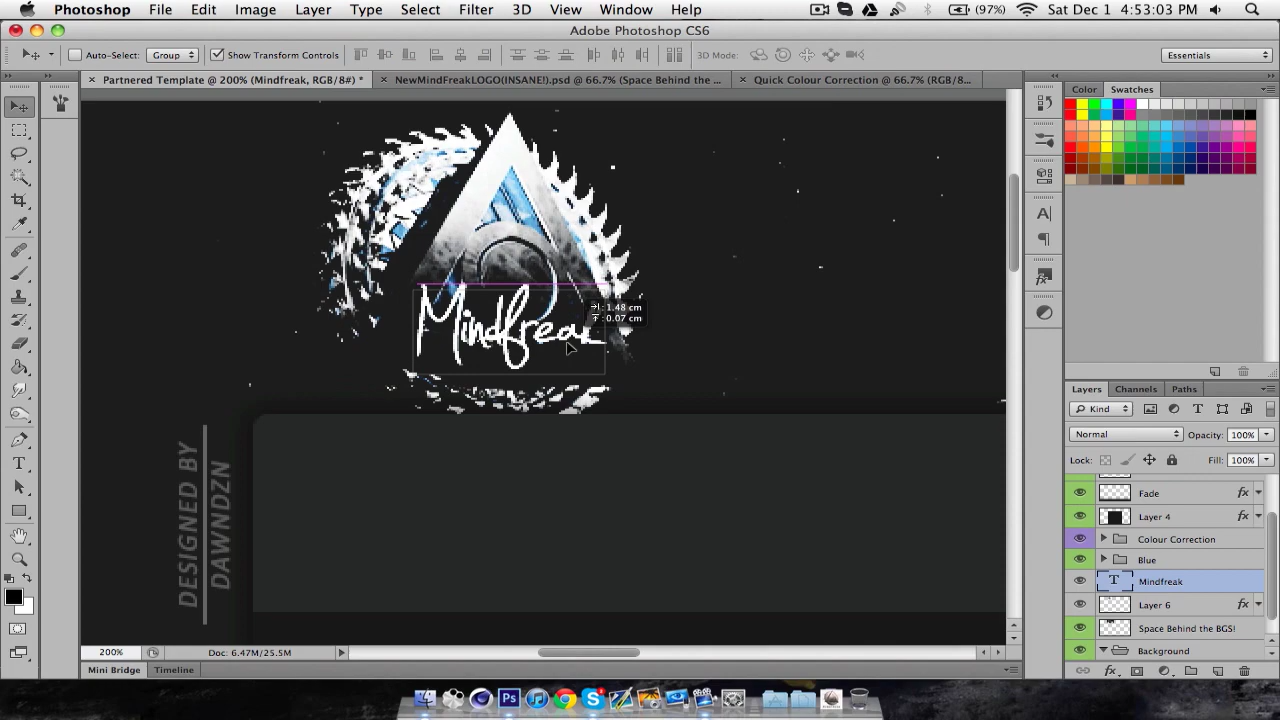 Photoshop File Edit Image Layer Type Select Filter 3D View Window Help (97%) Sat Dec 1 4:53:03 PM
Adobe Photoshop CS6
Auto-Select: Group Show Transform Controls 3D Mode: Essentials
Partnered Template @ 200% (Mindfreak, RGB/8#) * NewMindFreakLOGO(INSANE!).psd @ 66.7% (Space Behind the ... Quick Colour Correction @ 66.7% (RGB/8...
Color Swatches
Mindfreak
1.48 cm
0.07 cm
DESIGNED BY
DAWNDZN
Layers Channels Paths
Kind
Normal Opacity: 100%
Lock: Fill: 100%
Fade fx
Layer 4 fx
Colour Correction
Blue
T Mindfreak
Layer 6 fx
Space Behind the BGS!
Background
200% Doc: 6.47M/25.5M
Mini Bridge Timeline
fx